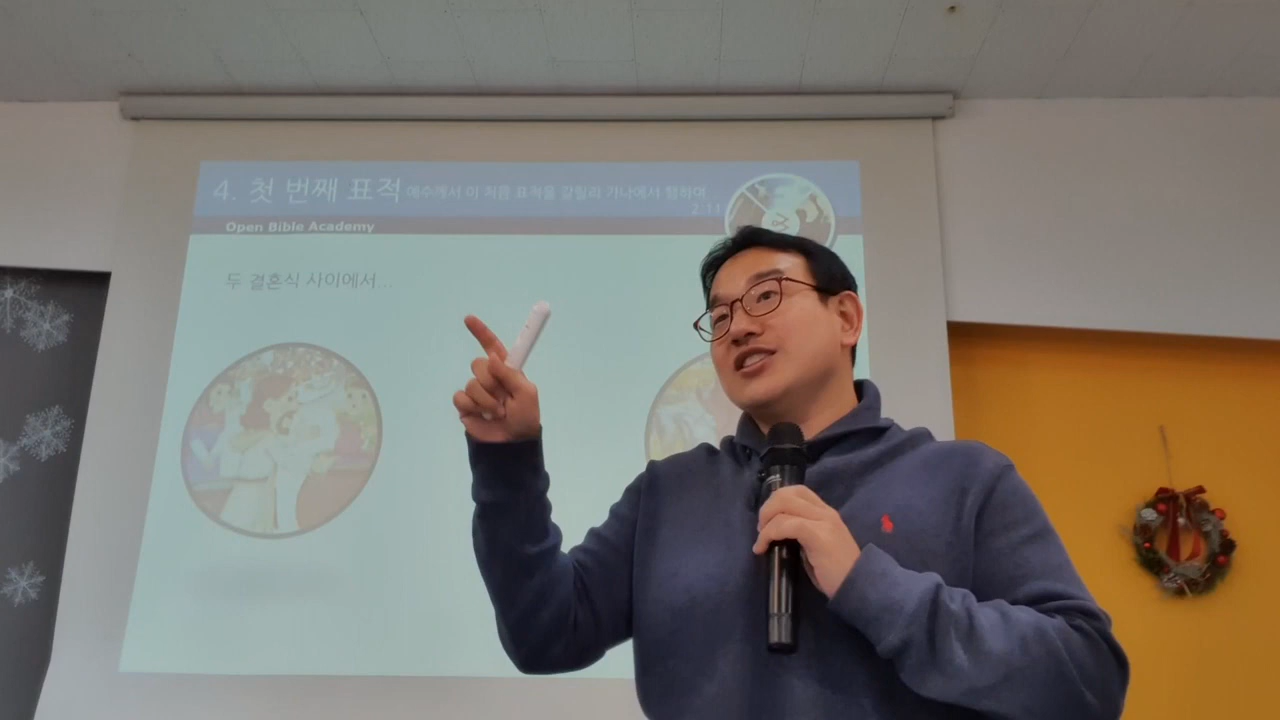 4. 첫 번째 표적 예수께서 이 처음 표적을 갈릴리 가나에서 행하여
2:11
Open Bible Academy
두 결혼식 사이에서...